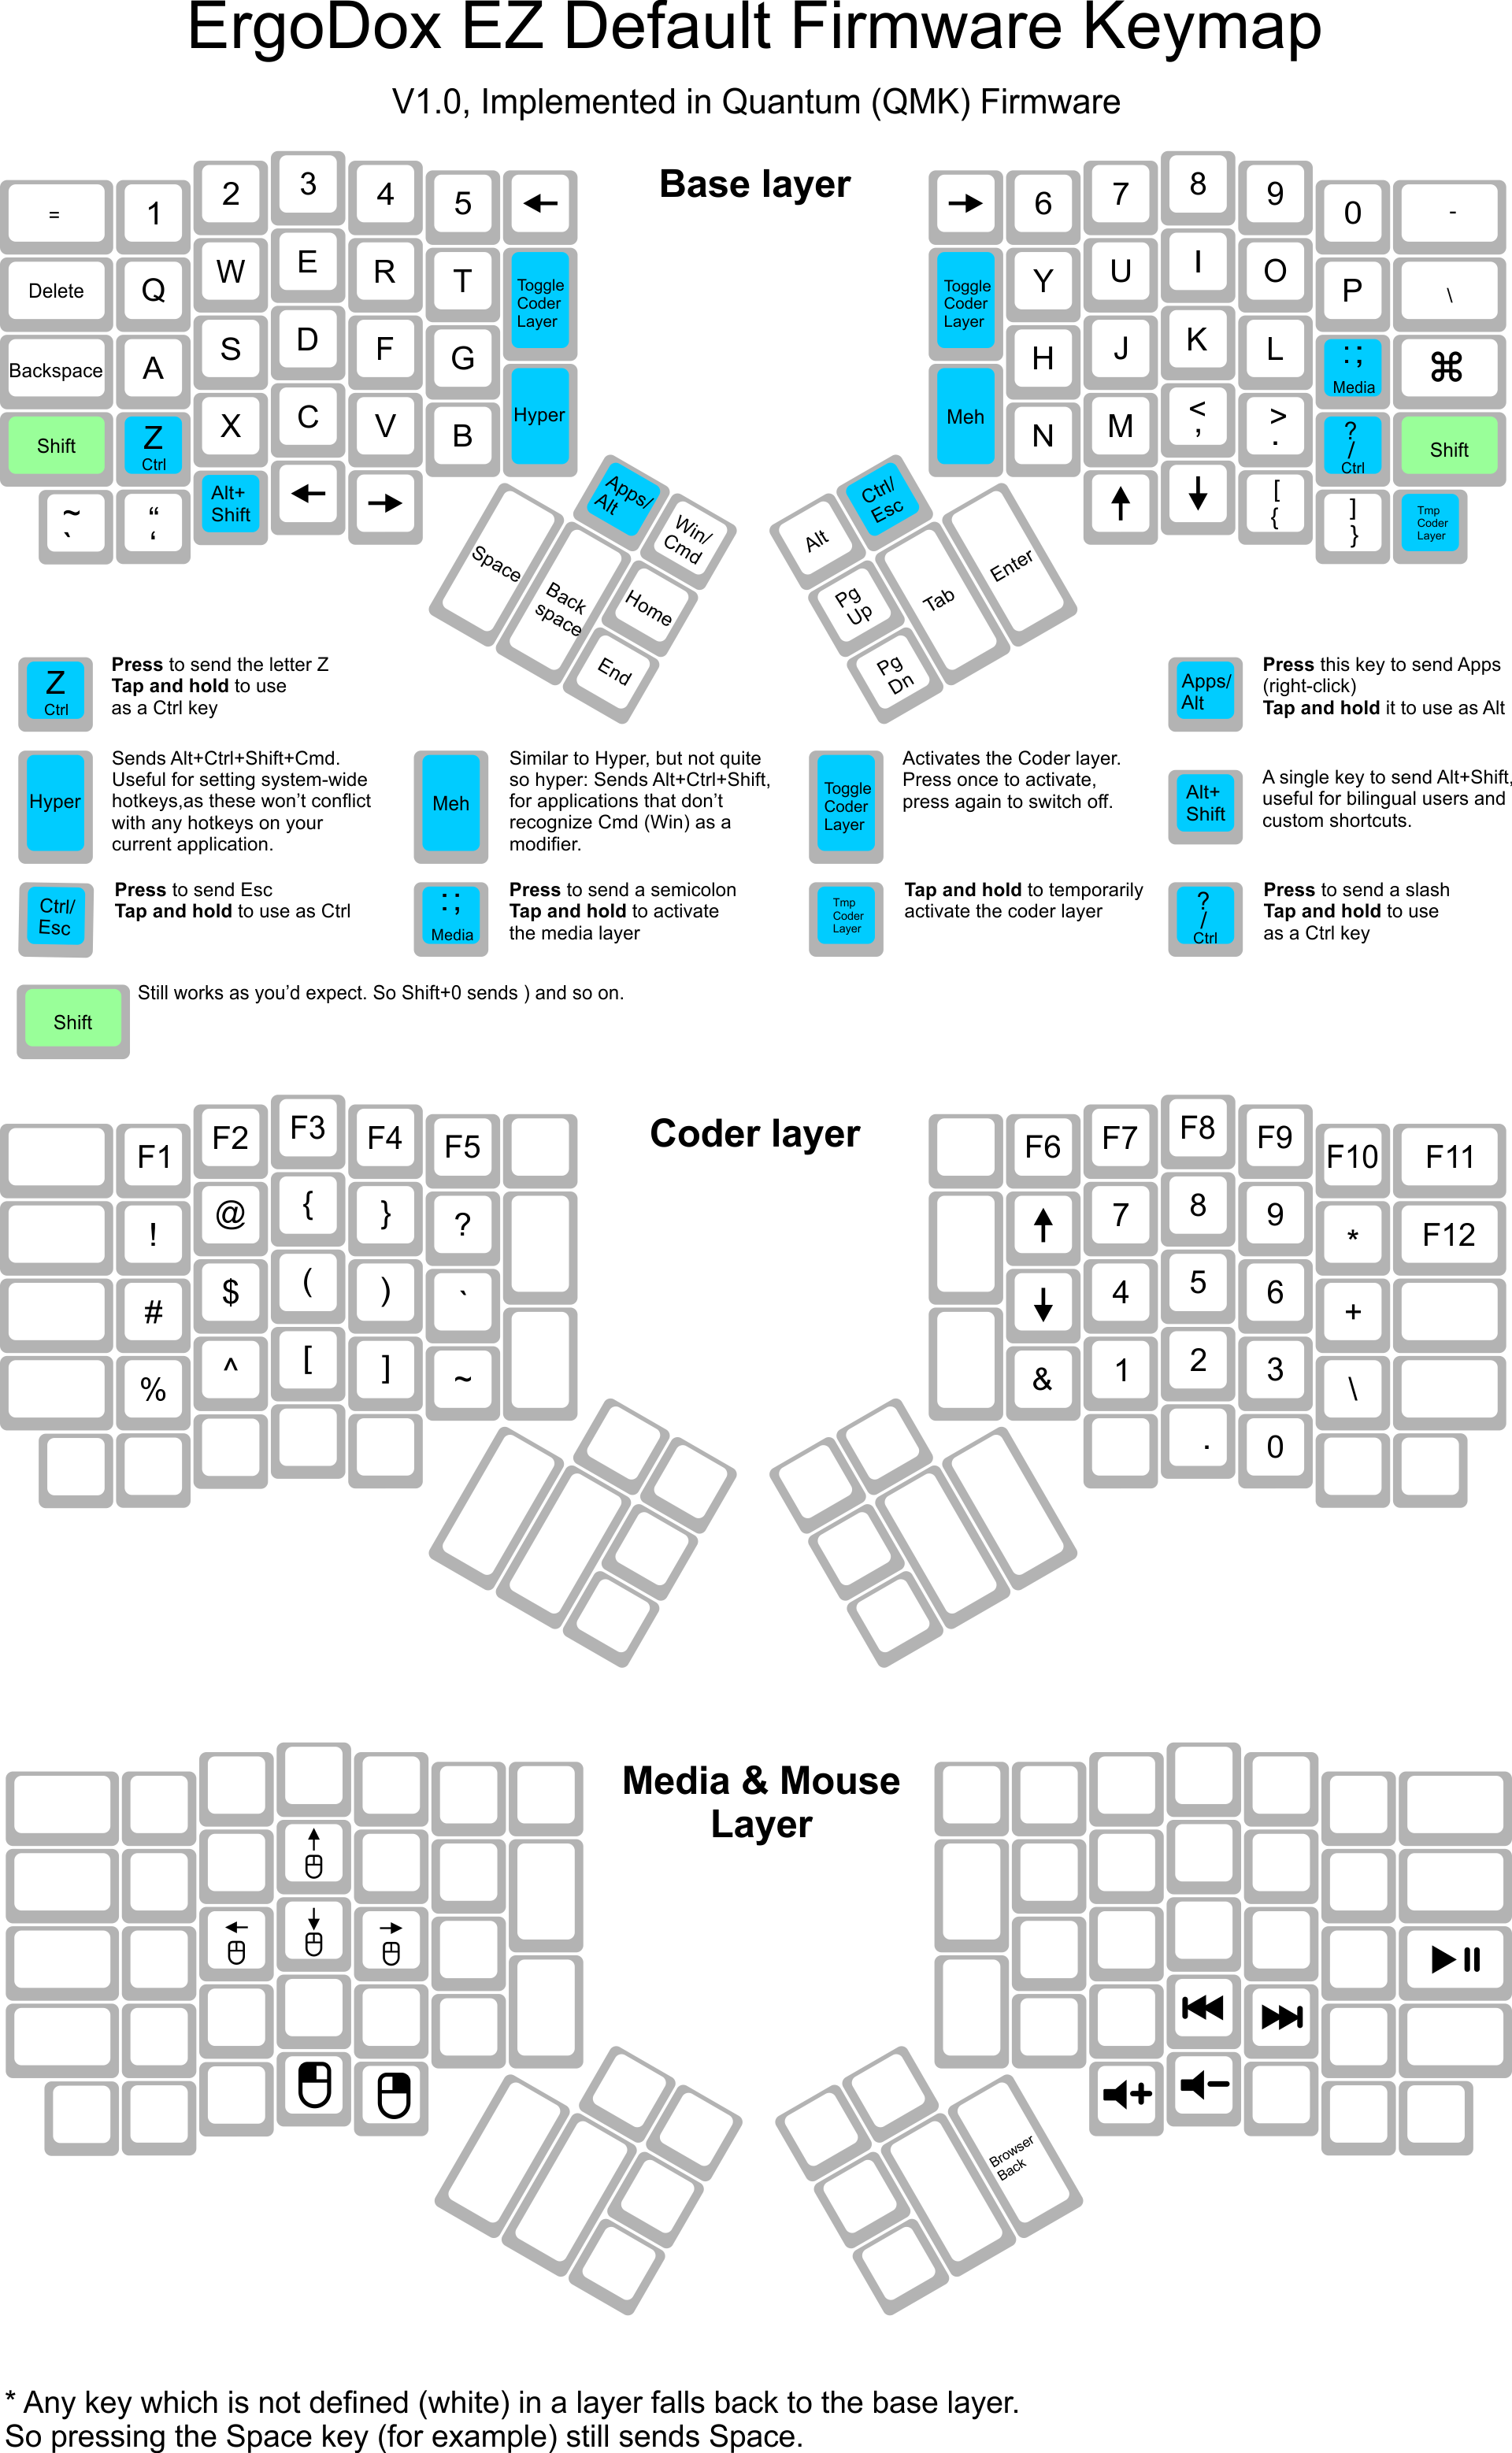 ErgoDox EZ Default Firmware Keymap
V1.0, Implemented in Quantum (QMK) Firmware
Base layer
= 1 2 3 4 5
Delete Q W E R T Toggle
Coder
Layer
Backspace A S D F G
Shift Z
Ctrl X C V B Hyper
~
` “
‘ Alt+
Shift
Apps/
Alt
Win/
Cmd
Space
Back
space
Home
End
6 7 8 9 0 -
Toggle
Coder
Layer Y U I O P \
H J K L : ;
Media ⌘
Meh N M <
, >
. ?
/
Ctrl Shift
[
{ ]
} Tmp
Coder
Layer
Alt
Ctrl/
Esc
Pg
Up
Pg
Dn
Tab
Enter
Z
Ctrl
Press to send the letter Z
Tap and hold to use
as a Ctrl key
Apps/
Alt
Press this key to send Apps
(right-click)
Tap and hold it to use as Alt
Hyper
Sends Alt+Ctrl+Shift+Cmd.
Useful for setting system-wide
hotkeys,as these won’t conflict
with any hotkeys on your
current application.
Meh
Similar to Hyper, but not quite
so hyper: Sends Alt+Ctrl+Shift,
for applications that don’t
recognize Cmd (Win) as a
modifier.
Toggle
Coder
Layer
Activates the Coder layer.
Press once to activate,
press again to switch off.
Alt+
Shift
A single key to send Alt+Shift,
useful for bilingual users and
custom shortcuts.
Ctrl/
Esc
Press to send Esc
Tap and hold to use as Ctrl
: ;
Media
Press to send a semicolon
Tap and hold to activate
the media layer
Tmp
Coder
Layer
Tap and hold to temporarily
activate the coder layer
?
/
Ctrl
Press to send a slash
Tap and hold to use
as a Ctrl key
Shift
Still works as you’d expect. So Shift+0 sends ) and so on.
Coder layer
F1 F2 F3 F4 F5
! @ { } ?
# $ ( ) `
% ^ [ ] ~
F6 F7 F8 F9 F10 F11
7 8 9 * F12
4 5 6 +
& 1 2 3 \
. 0
Media & Mouse
Layer
Browser
Back
* Any key which is not defined (white) in a layer falls back to the base layer.
So pressing the Space key (for example) still sends Space.